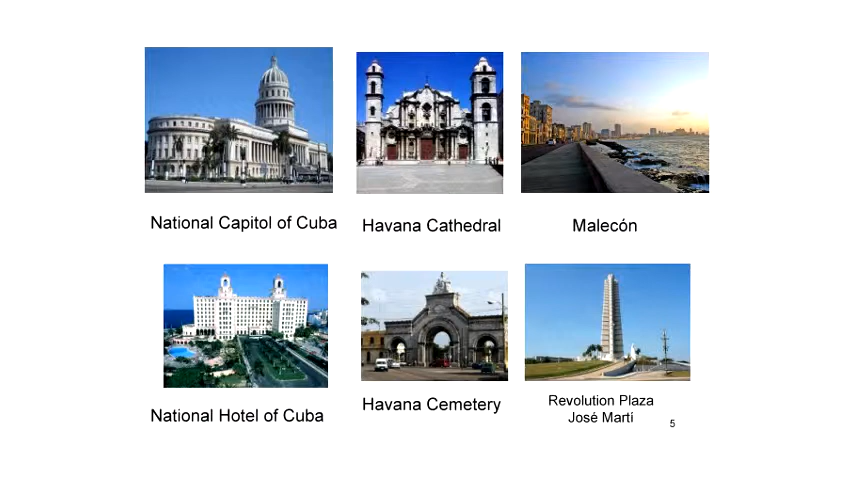 National Capitol of Cuba
Havana Cathedral
Malecón
National Hotel of Cuba
Havana Cemetery
Revolution Plaza
José Martí
5